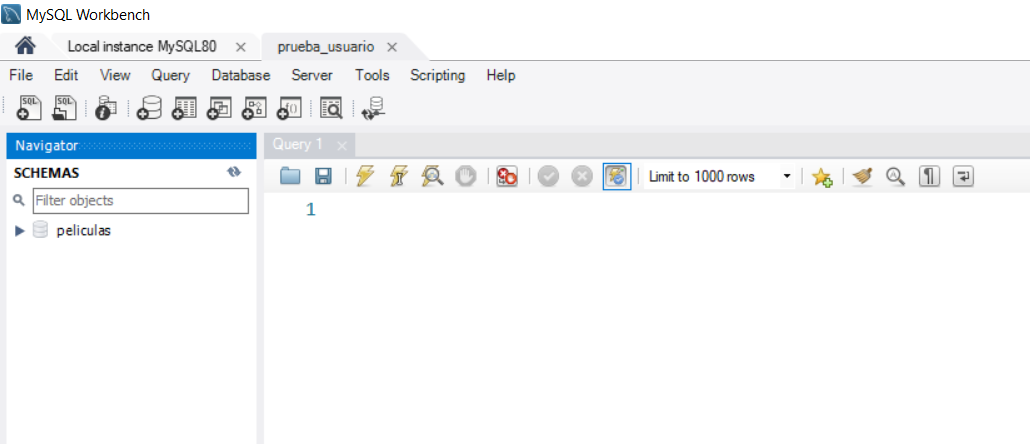 MySQL Workbench
Local instance MySQL80
prueba_usuario
File Edit View Query Database Server Tools Scripting Help
SQL SQL
Navigator
Query 1
SCHEMAS
Limit to 1000 rows
Filter objects
1
peliculas